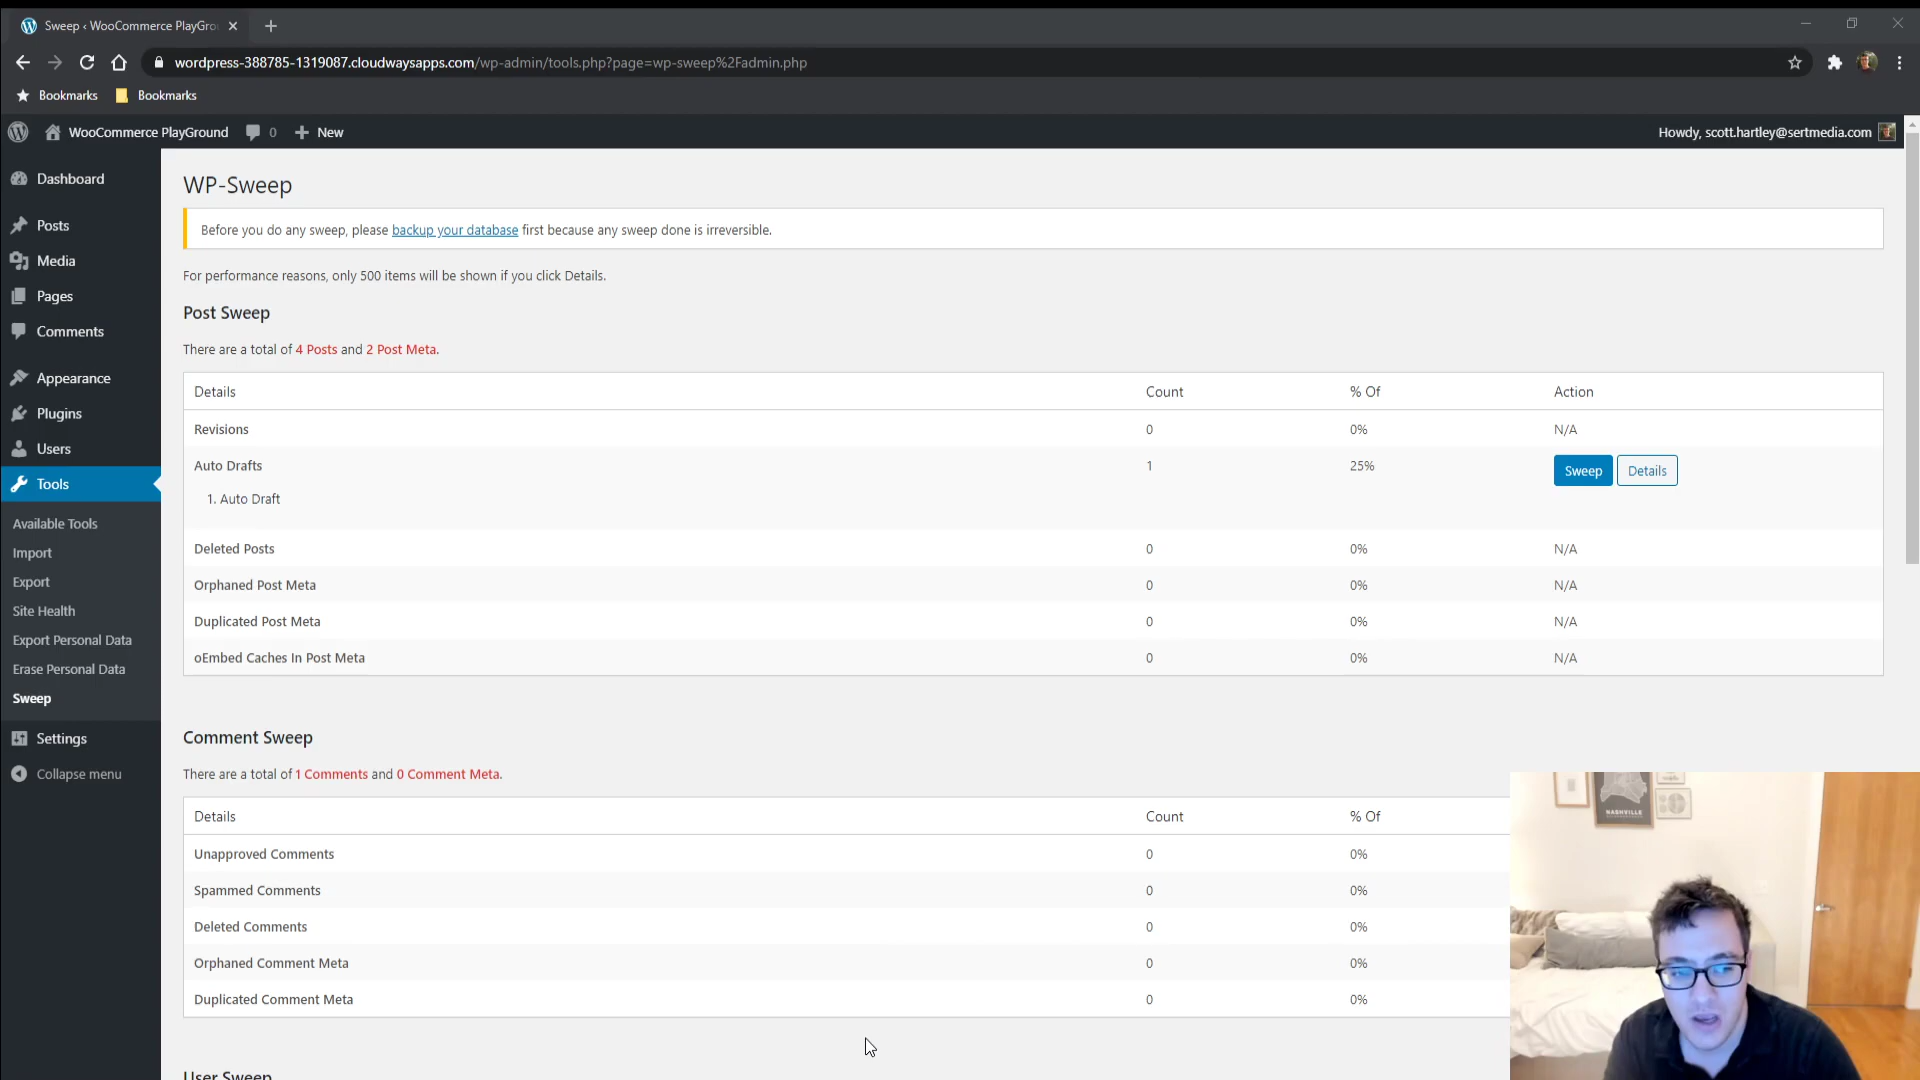 Sweep ‹ WooCommerce PlayGro
wordpress-388785-1319087.cloudwaysapps.com/wp-admin/tools.php?page=wp-sweep%2Fadmin.php
Bookmarks Bookmarks
WooCommerce PlayGround 0 New Howdy, scott.hartley@sertmedia.com
Dashboard
Posts
Media
Pages
Comments
Appearance
Plugins
Users
Tools
Available Tools
Import
Export
Site Health
Export Personal Data
Erase Personal Data
Sweep
Settings
Collapse menu
WP-Sweep
Before you do any sweep, please backup your database first because any sweep done is irreversible.
For performance reasons, only 500 items will be shown if you click Details.
Post Sweep
There are a total of 4 Posts and 2 Post Meta.
Details Count % Of Action
Revisions 0 0% N/A
Auto Drafts 1 25% Sweep Details
1. Auto Draft
Deleted Posts 0 0% N/A
Orphaned Post Meta 0 0% N/A
Duplicated Post Meta 0 0% N/A
oEmbed Caches In Post Meta 0 0% N/A
Comment Sweep
There are a total of 1 Comments and 0 Comment Meta.
Details Count % Of
Unapproved Comments 0 0%
Spammed Comments 0 0%
Deleted Comments 0 0%
Orphaned Comment Meta 0 0%
Duplicated Comment Meta 0 0%
User Sweep
NASHVILLE